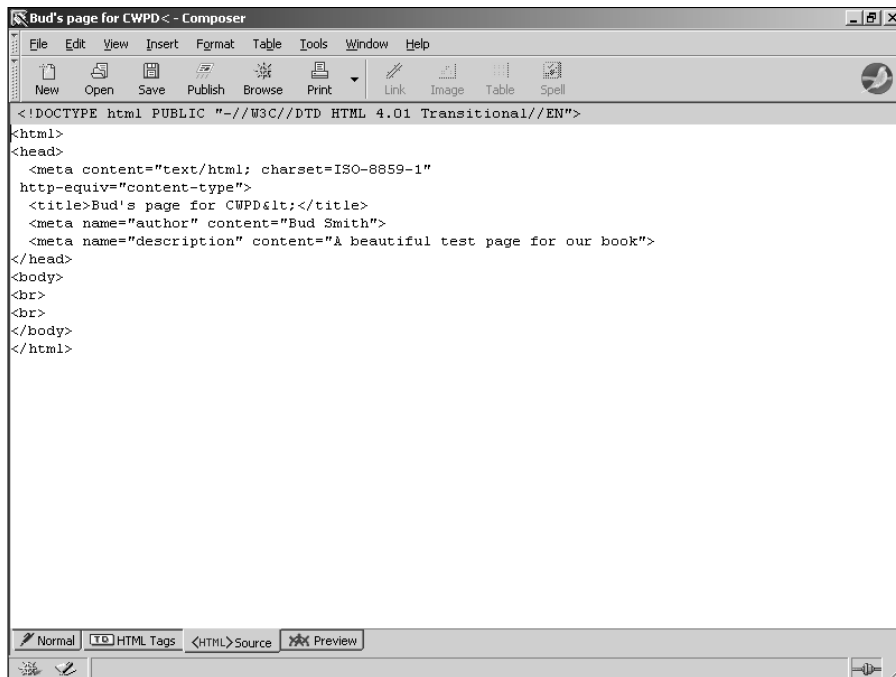 Bud's page for CWPD< - Composer
File Edit View Insert Format Table Tools Window Help
New Open Save Publish Browse Print Link Image Table Spell
<!DOCTYPE html PUBLIC "-//W3C//DTD HTML 4.01 Transitional//EN">
<html>
<head>
<meta content="text/html; charset=ISO-8859-1"
http-equiv="content-type">
<title>Bud's page for CWPD&lt;</title>
<meta name="author" content="Bud Smith">
<meta name="description" content="A beautiful test page for our book">
</head>
<body>
<br>
<br>
</body>
</html>
Normal TD HTML Tags <HTML> Source Preview